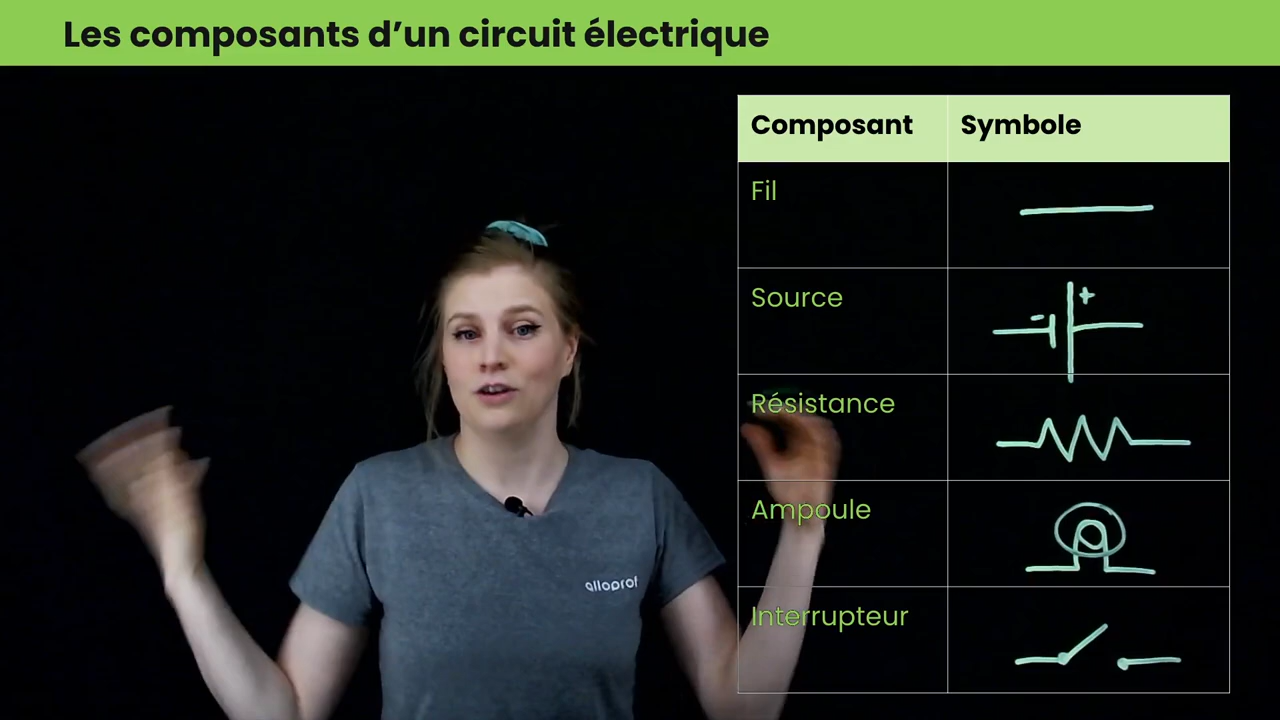 Les composants d’un circuit électrique
Composant Symbole
Fil
Source
- +
Résistance
Ampoule
Interrupteur
alloprof